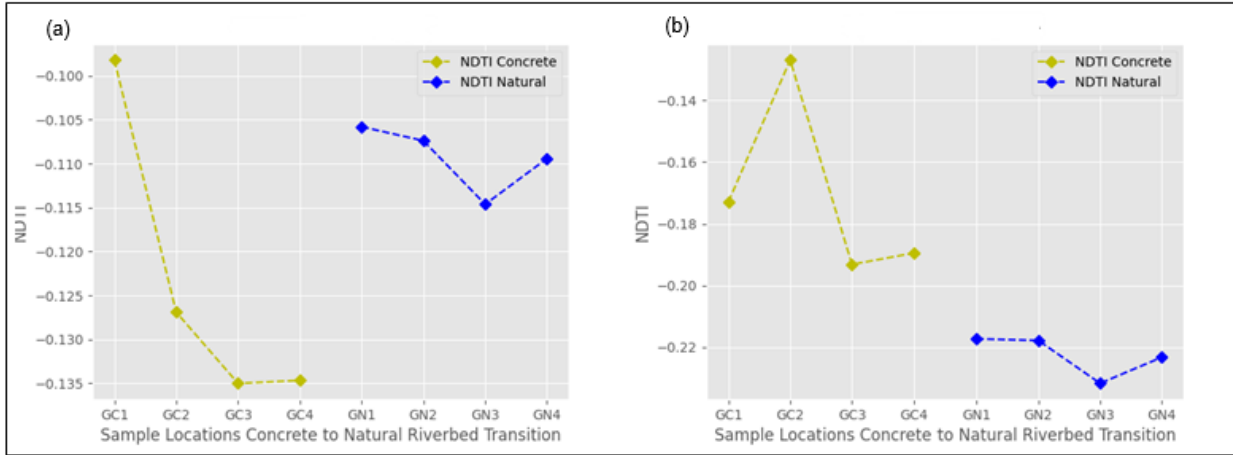 (a)
NDTI Concrete
NDTI Natural
−0.100
−0.105
−0.110
−0.115
−0.120
−0.125
−0.130
−0.135
NDTI
GC1 GC2 GC3 GC4 GN1 GN2 GN3 GN4
Sample Locations Concrete to Natural Riverbed Transition
(b)
NDTI Concrete
NDTI Natural
−0.14
−0.16
−0.18
−0.20
−0.22
NDTI
GC1 GC2 GC3 GC4 GN1 GN2 GN3 GN4
Sample Locations Concrete to Natural Riverbed Transition